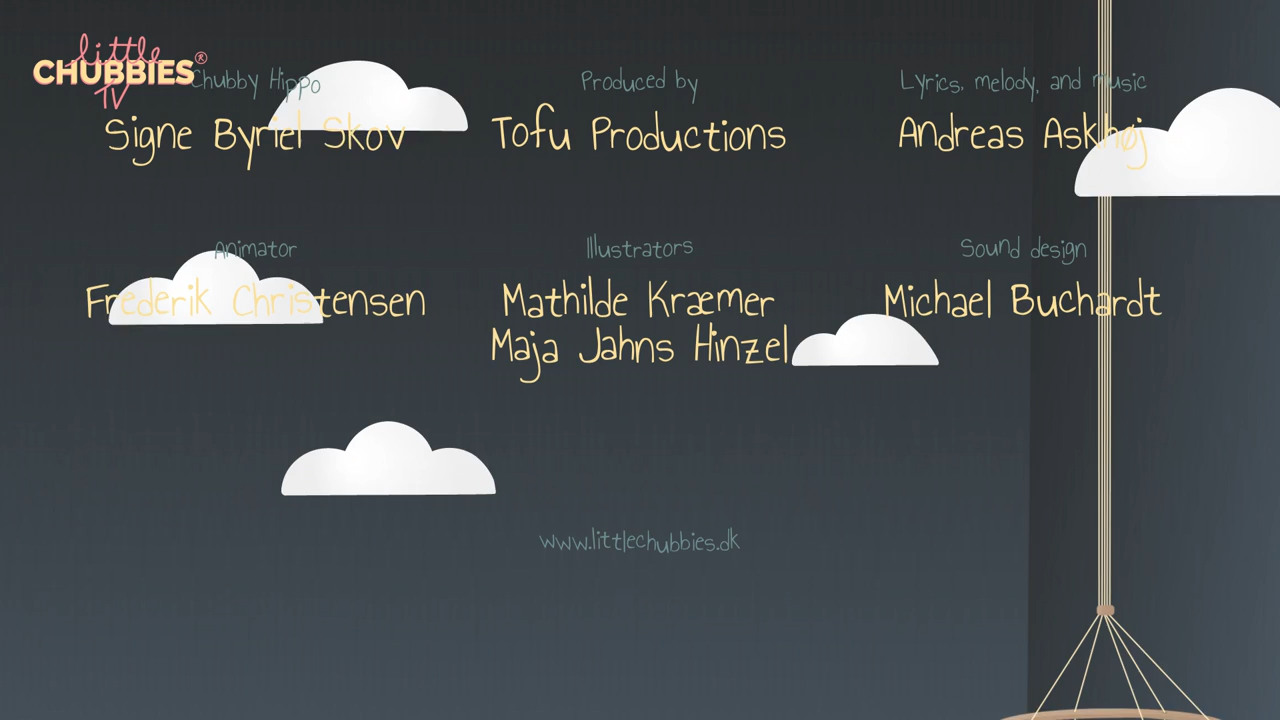 little
CHUBBIES®
TV
Chubby Hippo
Signe Byriel Skov
Produced by
Tofu Productions
Lyrics, melody, and music
Andreas Askhøj
Animator
Frederik Christensen
Illustrators
Mathilde Kræmer
Maja Jahns Hinzel
Sound design
Michael Buchardt
www.littlechubbies.dk